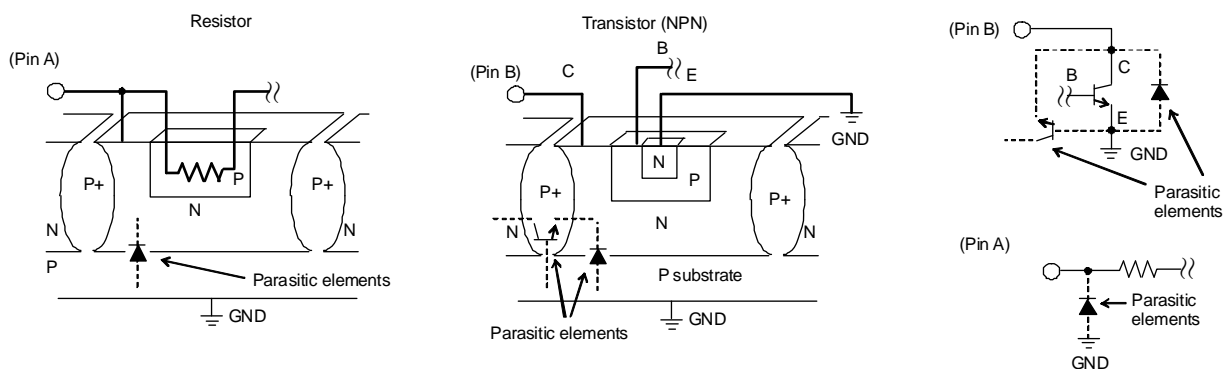 Resistor
(Pin A)
P
P+
P+
N
N
N
P
Parasitic elements
GND
Transistor (NPN)
B
(Pin B)
C
E
GND
N
P
P+
P+
N
N
N
P substrate
Parasitic elements
GND
(Pin B)
C
B
E
GND
Parasitic
elements
(Pin A)
Parasitic
elements
GND